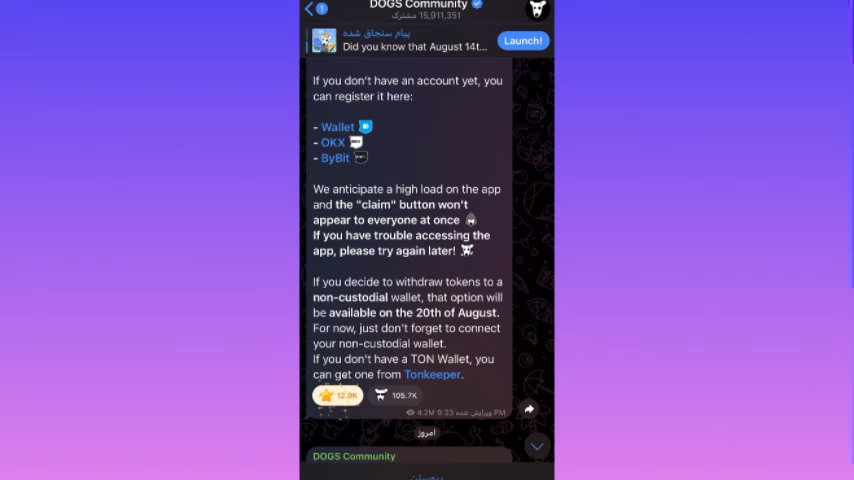 1
DOGS Community
15,911,351 مشترک
پیام سنجاق شده
Did you know that August 14t...
Launch!
If you don't have an account yet, you
can register it here:
- Wallet
- OKX
- ByBit
We anticipate a high load on the app
and the "claim" button won't
appear to everyone at once
If you have trouble accessing the
app, please try again later!
If you decide to withdraw tokens to a
non-custodial wallet, that option will
be available on the 20th of August.
For now, just don't forget to connect
your non-custodial wallet.
If you don't have a TON Wallet, you
can get one from Tonkeeper.
12.9K
105.7K
4.2M ویرایش شده 9:33 PM
امروز
DOGS Community
پیوستن